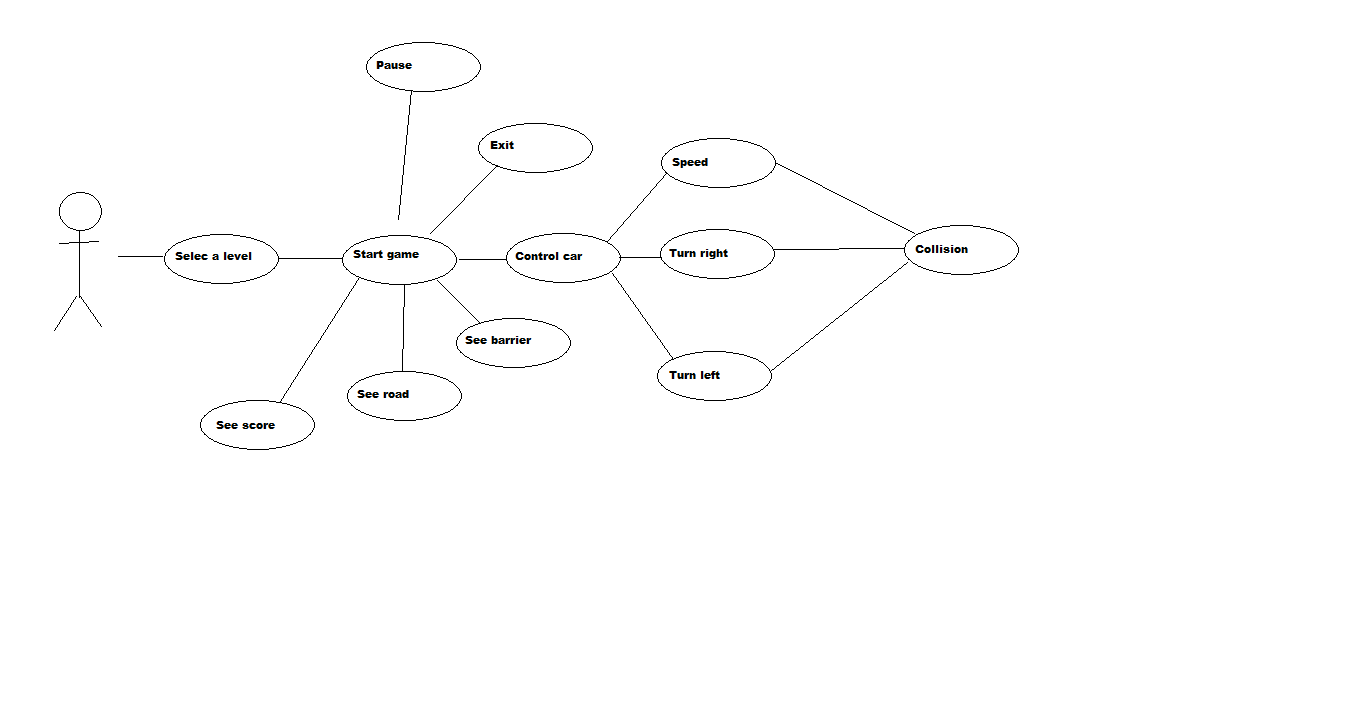 Pause
Exit
Speed
Selec a level
Start game
Control car
Turn right
Collision
See barrier
Turn left
See road
See score